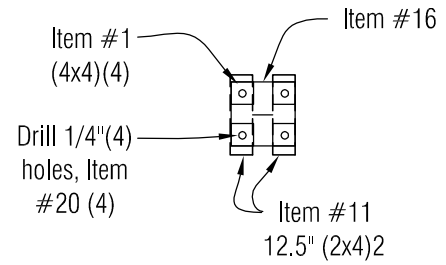 Item #1
(4x4)(4)
Item #16
Drill 1/4"(4)
holes, Item
#20 (4)
Item #11
12.5" (2x4)2